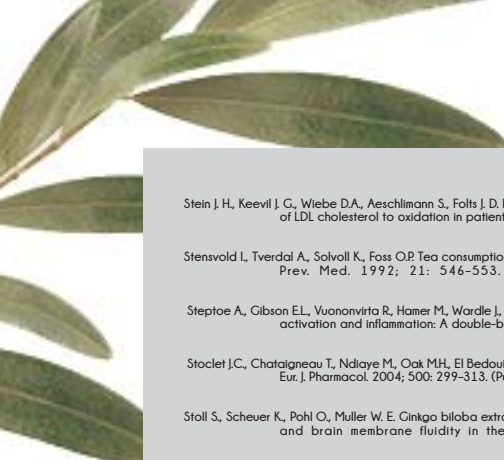 Stein J. H., Keevil J. G., Wiebe D.A., Aeschlimann S., Folts J. D.
of LDL cholesterol to oxidation in patient
Stensvold I., Tverdal A., Solvoll K., Foss O.P. Tea consumptio
Prev. Med. 1992; 21: 546–553.
Steptoe A., Gibson E.L., Vuononvirta R., Hamer M., Wardle J.,
activation and inflammation: A double-b
Stoclet J.C., Chataigneau T., Ndiaye M., Oak M.H., El Bedoui
Eur. J. Pharmacol. 2004; 500: 299–313. (P
Stoll S., Scheuer K., Pohl O., Muller W. E. Ginkgo biloba extra
and brain membrane fluidity in the